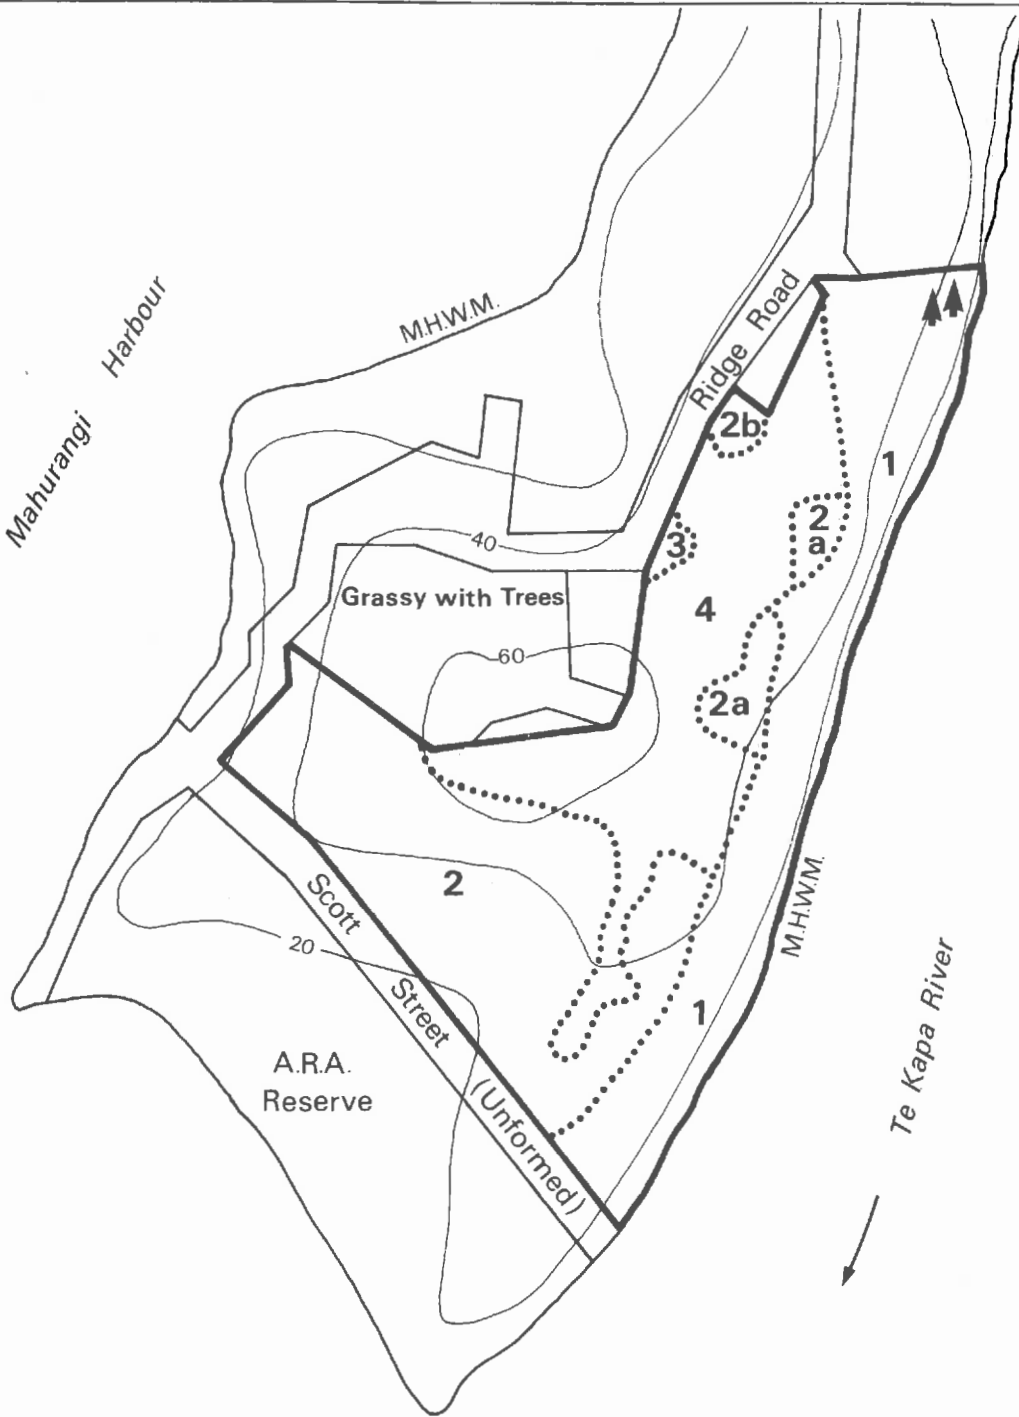 Mahurangi Harbour
M.H.W.M.
Ridge Road
2b
1
2
a
3
40
Grassy with Trees
4
60
2a
2
Scott Street (Unformed)
20
M.H.W.M.
1
A.R.A.
Reserve
Te Kapa River